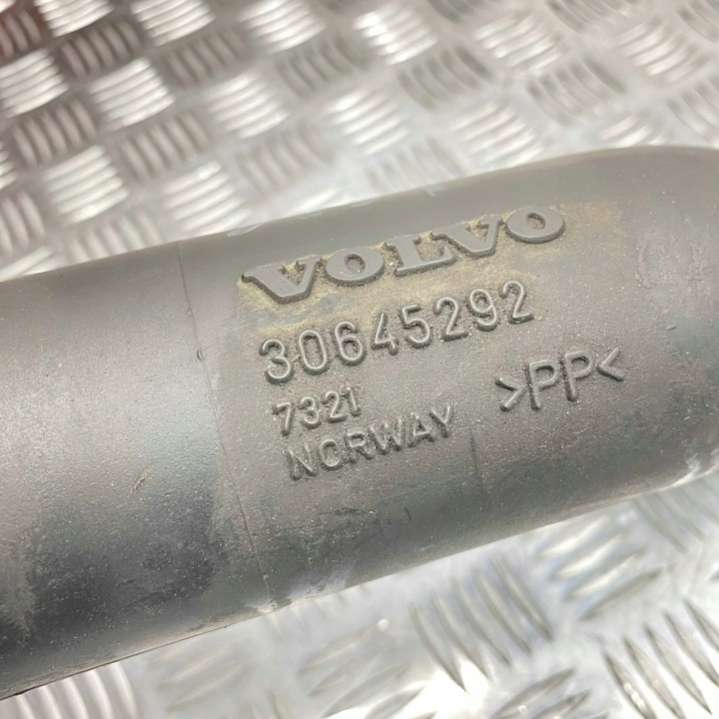 VOLVO
30645292
7321
NORWAY
>PP<